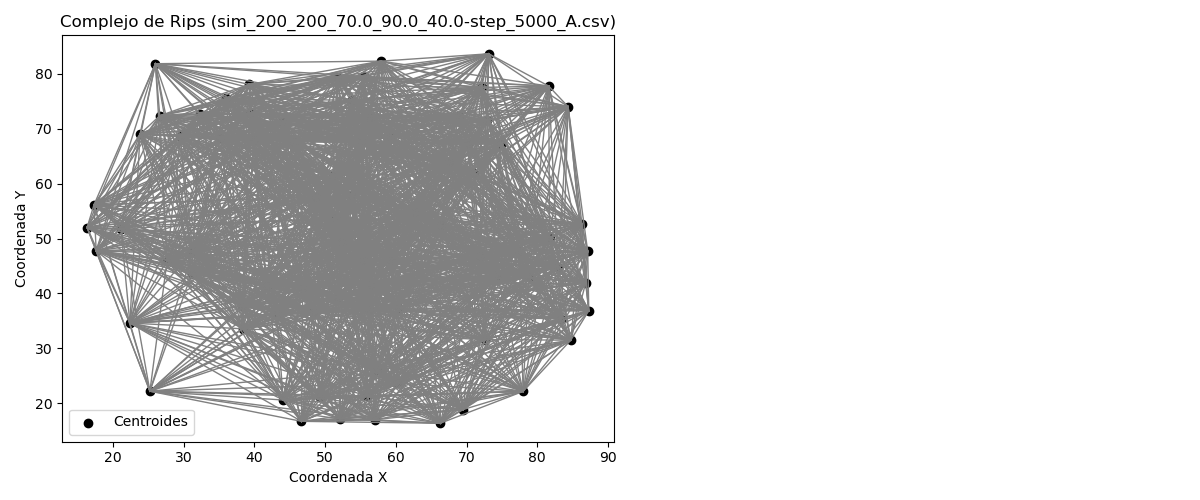 Complejo de Rips (sim_200_200_70.0_90.0_40.0-step_5000_A.csv)
Coordenada Y
80
70
60
50
40
30
20
Centroides
20 30 40 50 60 70 80 90
Coordenada X